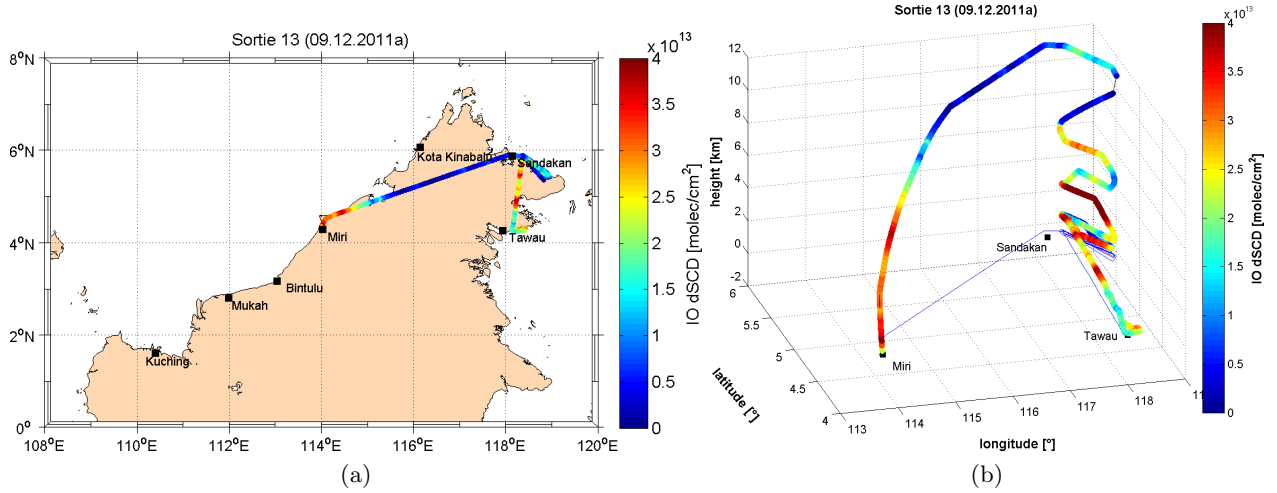 Sortie 13 (09.12.2011a)
x 10^13
8°N
6°N
4°N
2°N
0°
108°E
110°E
112°E
114°E
116°E
118°E
120°E
Kota Kinabalu
Sandakan
Miri
Tawau
Bintulu
Mukah
Kuching
4
3.5
3
2.5
2
1.5
1
0.5
0
IO dSCD [molec/cm²]
(a)
Sortie 13 (09.12.2011a)
x 10^13
12
10
8
6
4
2
0
-2
height [km]
6
5.5
5
4.5
4
latitude [°]
113
114
115
116
117
118
11
longitude [°]
Sandakan
Tawau
Miri
4
3.5
3
2.5
2
1.5
1
0.5
0
IO dSCD [molec/cm²]
(b)